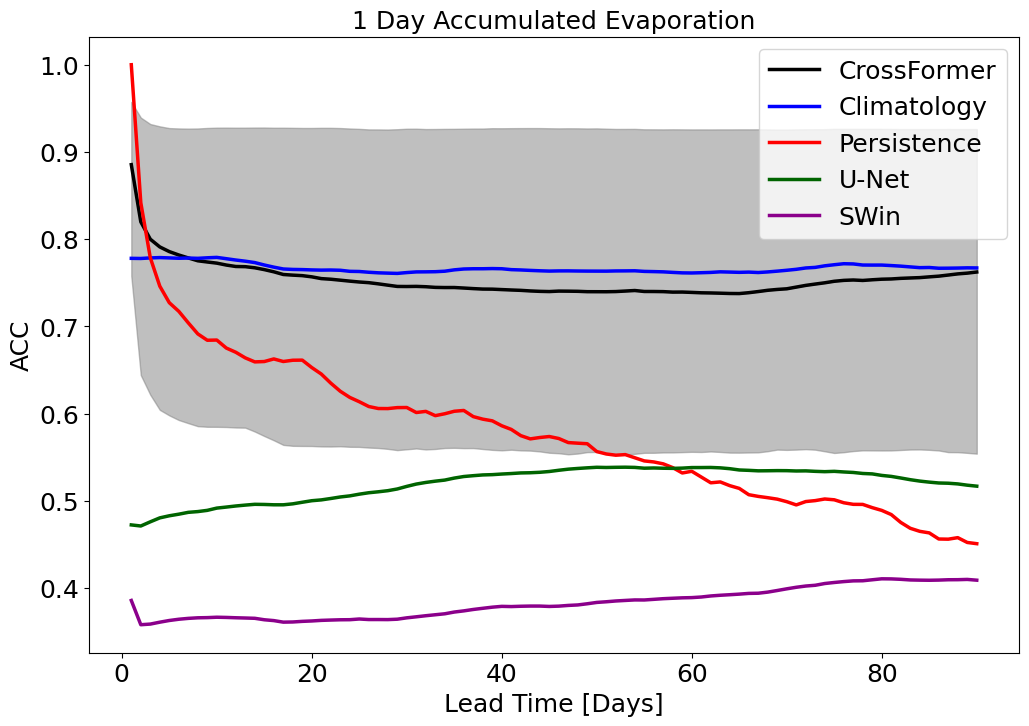 1 Day Accumulated Evaporation
CrossFormer
Climatology
Persistence
U-Net
SWin
ACC
1.0
0.9
0.8
0.7
0.6
0.5
0.4
0
20
40
60
80
Lead Time [Days]